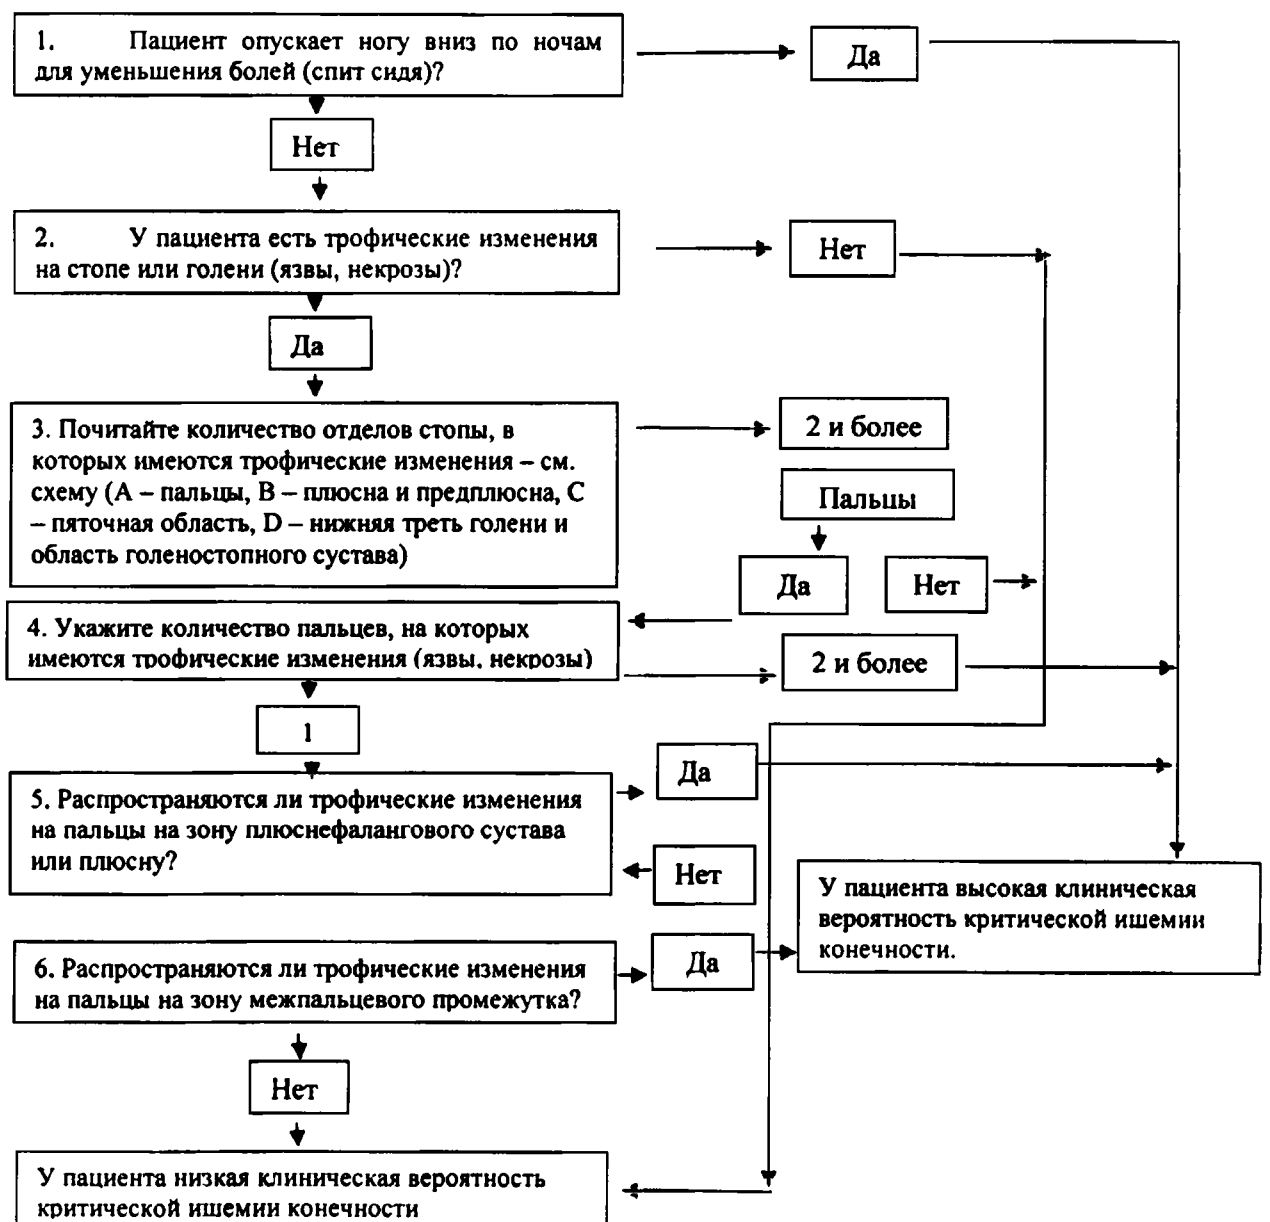 1. Пациент опускает ногу вниз по ночам
для уменьшения болей (спит сидя)?
Да
Нет
2. У пациента есть трофические изменения
на стопе или голени (язвы, некрозы)?
Нет
Да
3. Почитайте количество отделов стопы, в
которых имеются трофические изменения – см.
схему (А – пальцы, В – плюсна и предплюсна, С
– пяточная область, D – нижняя треть голени и
область голеностопного сустава)
2 и более
Пальцы
Да
Нет
4. Укажите количество пальцев, на которых
имеются трофические изменения (язвы, некрозы)
2 и более
1
5. Распространяются ли трофические изменения
на пальцы на зону плюснефалангового сустава
или плюсну?
Да
Нет
У пациента высокая клиническая
вероятность критической ишемии
конечности.
6. Распространяются ли трофические изменения
на пальцы на зону межпальцевого промежутка?
Да
Нет
У пациента низкая клиническая вероятность
критической ишемии конечности